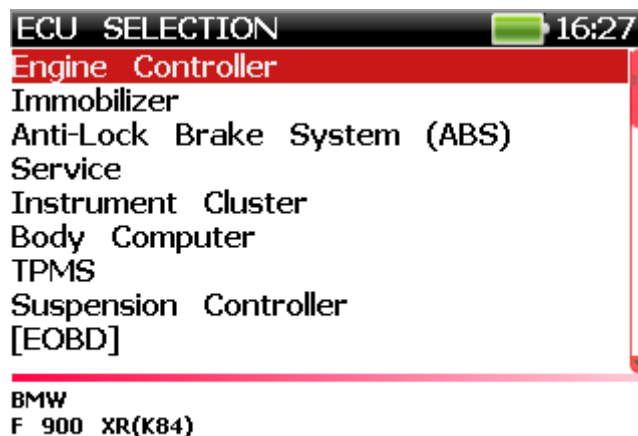 ECU SELECTION 16:27
Engine Controller
Immobilizer
Anti-Lock Brake System (ABS)
Service
Instrument Cluster
Body Computer
TPMS
Suspension Controller
[EOBD]
BMW
F 900 XR(K84)